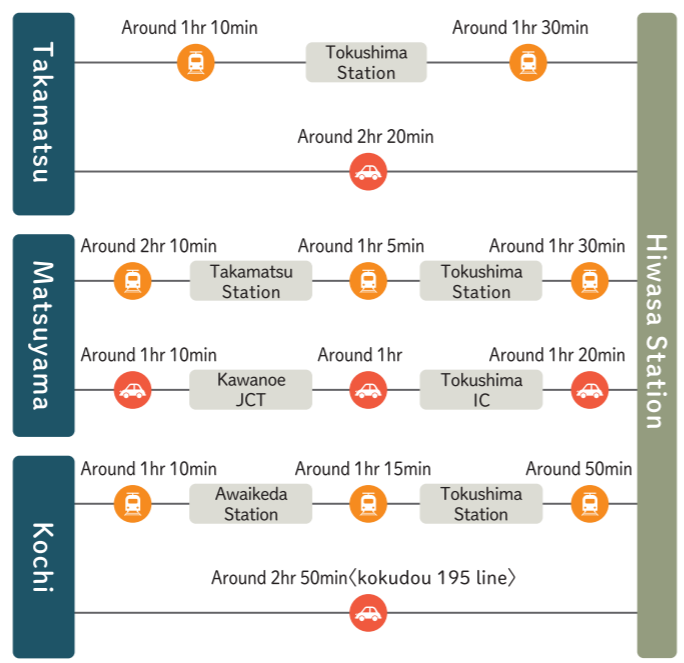 Takamatsu
Around 1hr 10min
Tokushima
Station
Around 1hr 30min
Around 2hr 20min
Matsuyama
Around 2hr 10min
Takamatsu
Station
Around 1hr 5min
Tokushima
Station
Around 1hr 30min
Around 1hr 10min
Kawanoe
JCT
Around 1hr
Tokushima
IC
Around 1hr 20min
Kochi
Around 1hr 10min
Awaikeda
Station
Around 1hr 15min
Tokushima
Station
Around 50min
Around 2hr 50min〈kokudou 195 line〉
Hiwasa Station